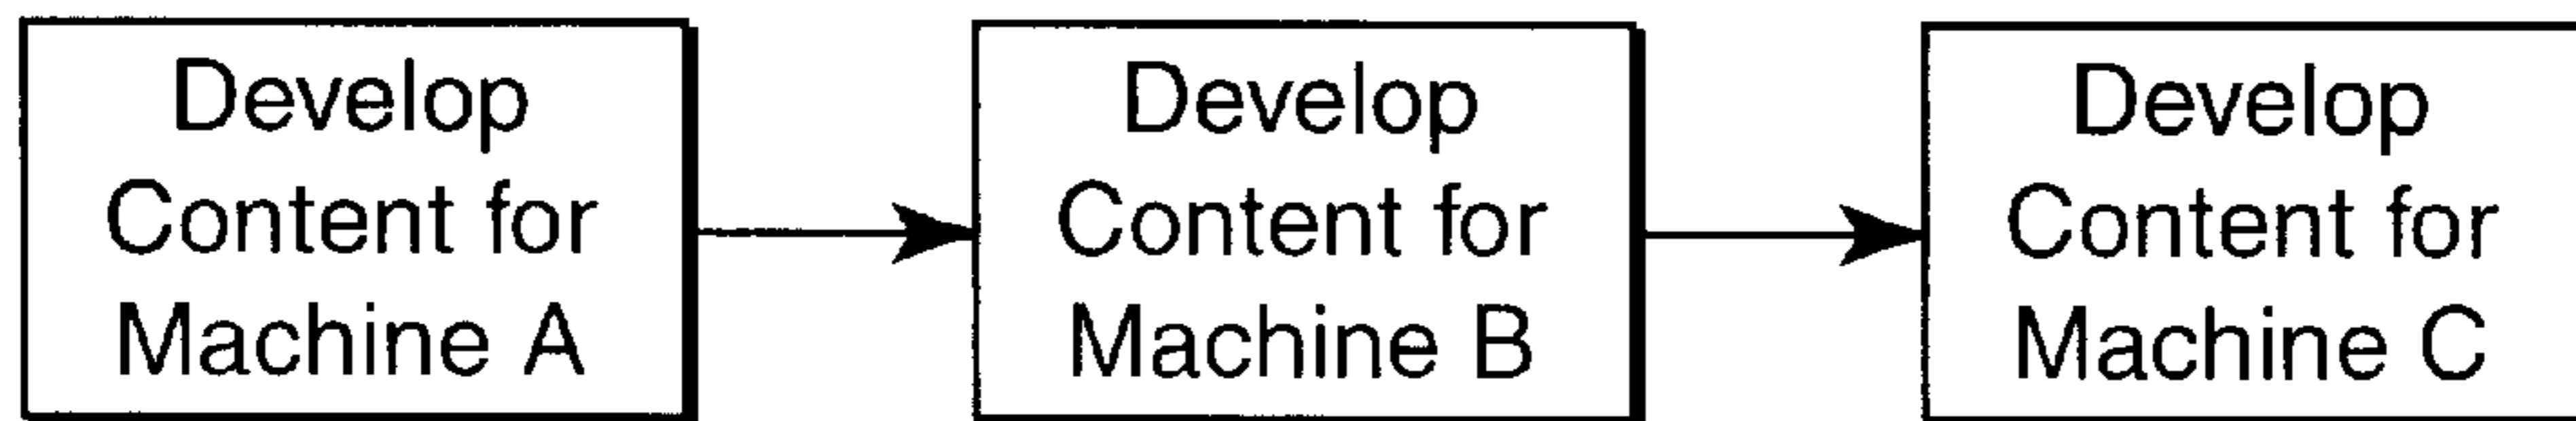 Develop
Content for
Machine A
Develop
Content for
Machine B
Develop
Content for
Machine C